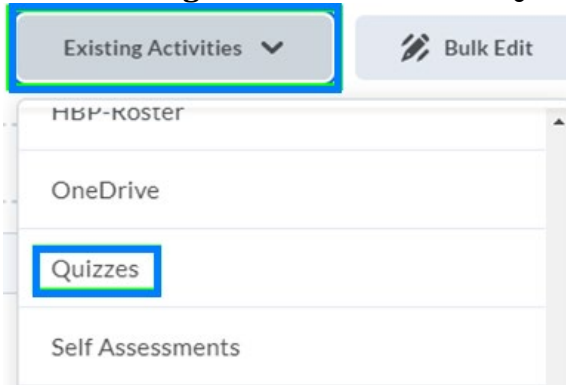 Existing Activities
Bulk Edit
HBP-Roster
OneDrive
Quizzes
Self Assessments